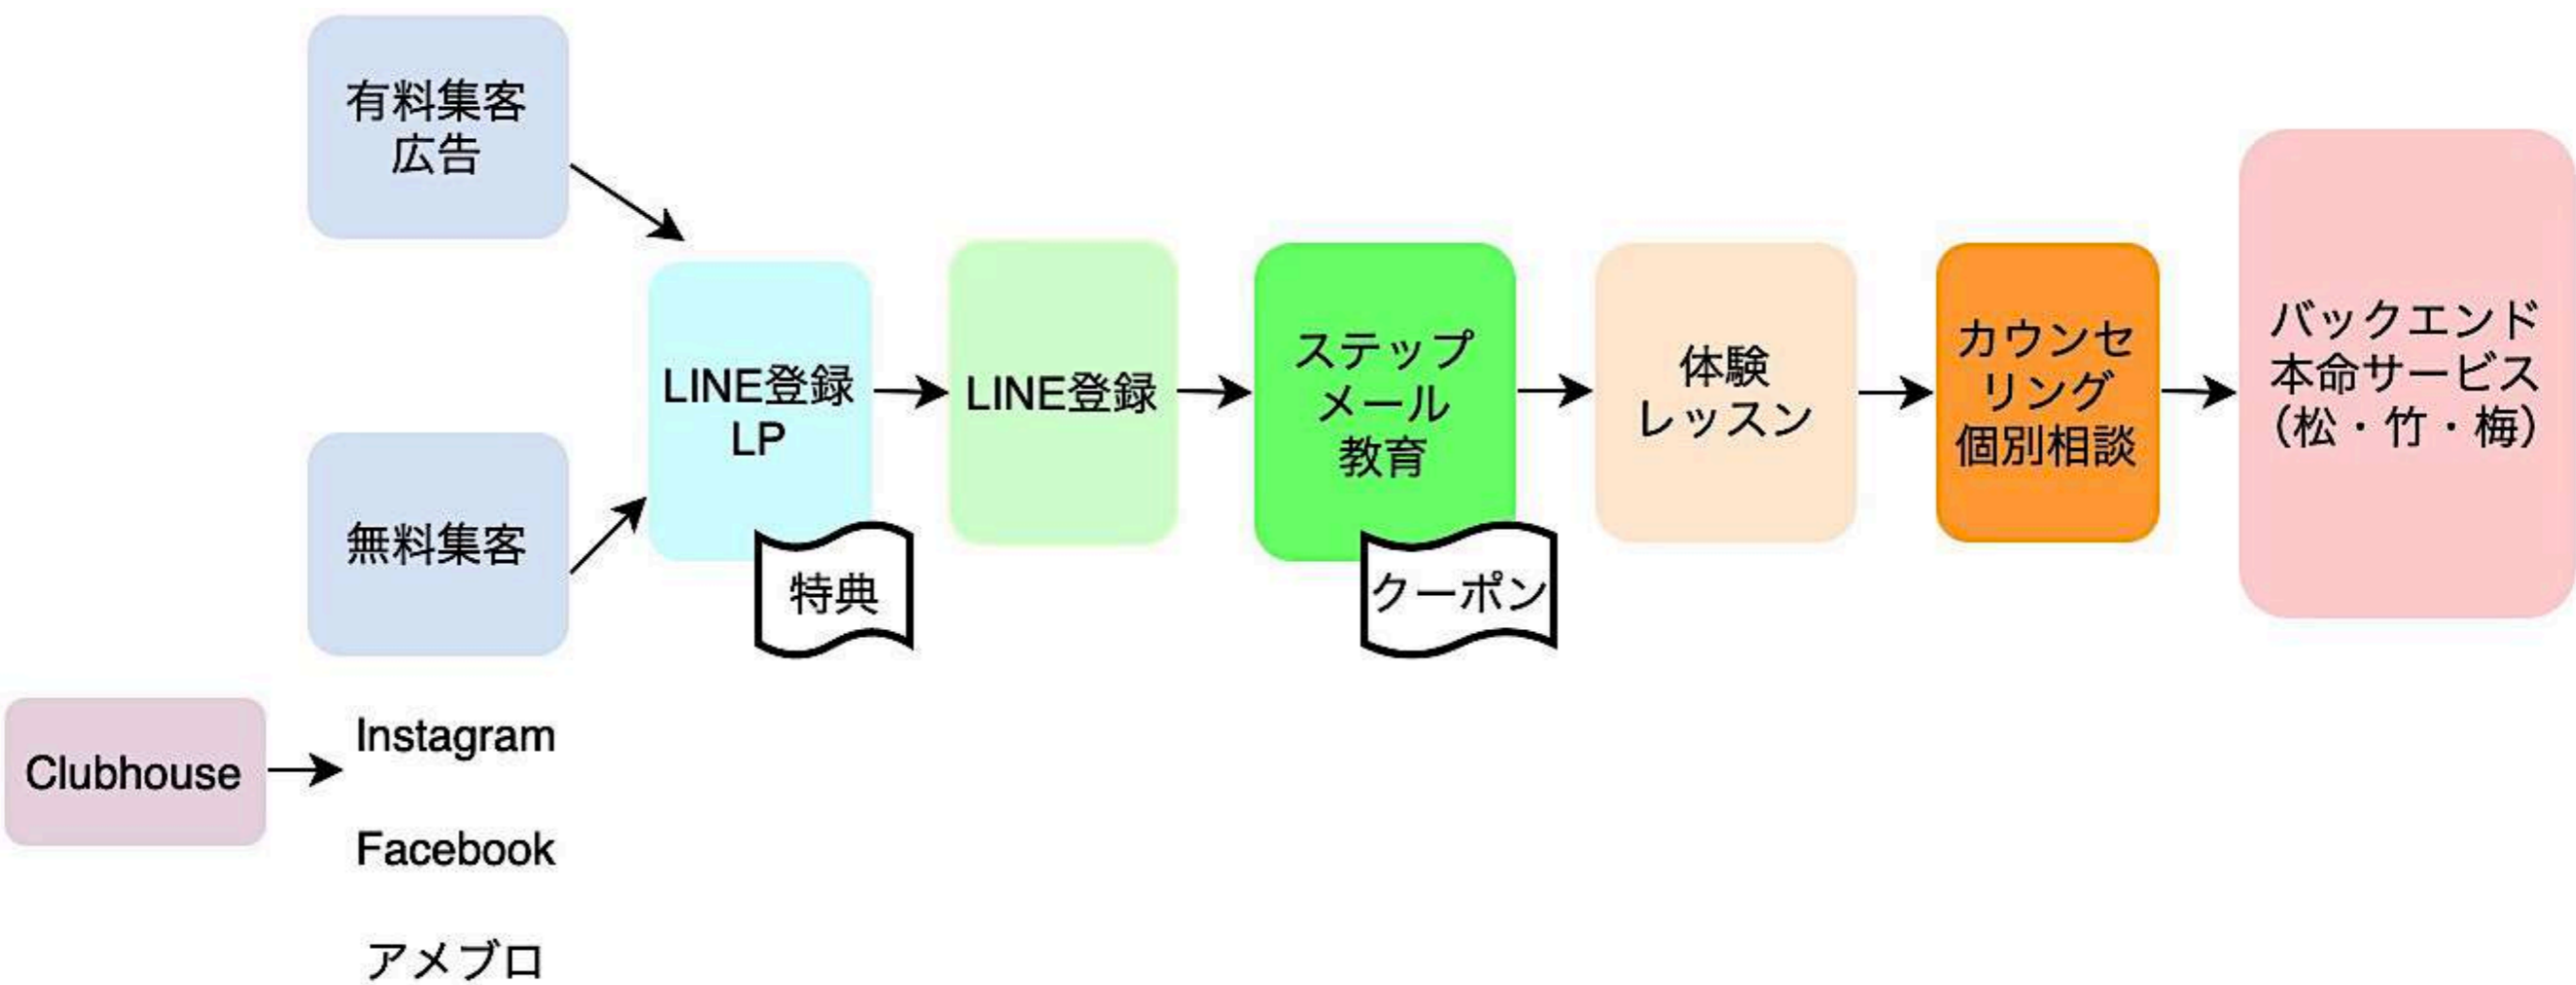 有料集客
広告
無料集客
LINE登録
LP
特典
LINE登録
ステップ
メール
教育
クーポン
体験
レッスン
カウンセ
リング
個別相談
バックエンド
本命サービス
（松・竹・梅）
Clubhouse
Instagram
Facebook
アメブロ